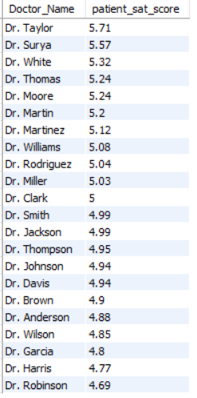 Doctor_Name patient_sat_score
Dr. Taylor 5.71
Dr. Surya 5.57
Dr. White 5.32
Dr. Thomas 5.24
Dr. Moore 5.24
Dr. Martin 5.2
Dr. Martinez 5.12
Dr. Williams 5.08
Dr. Rodriguez 5.04
Dr. Miller 5.03
Dr. Clark 5
Dr. Smith 4.99
Dr. Jackson 4.99
Dr. Thompson 4.95
Dr. Johnson 4.94
Dr. Davis 4.94
Dr. Brown 4.9
Dr. Anderson 4.88
Dr. Wilson 4.85
Dr. Garcia 4.8
Dr. Harris 4.77
Dr. Robinson 4.69